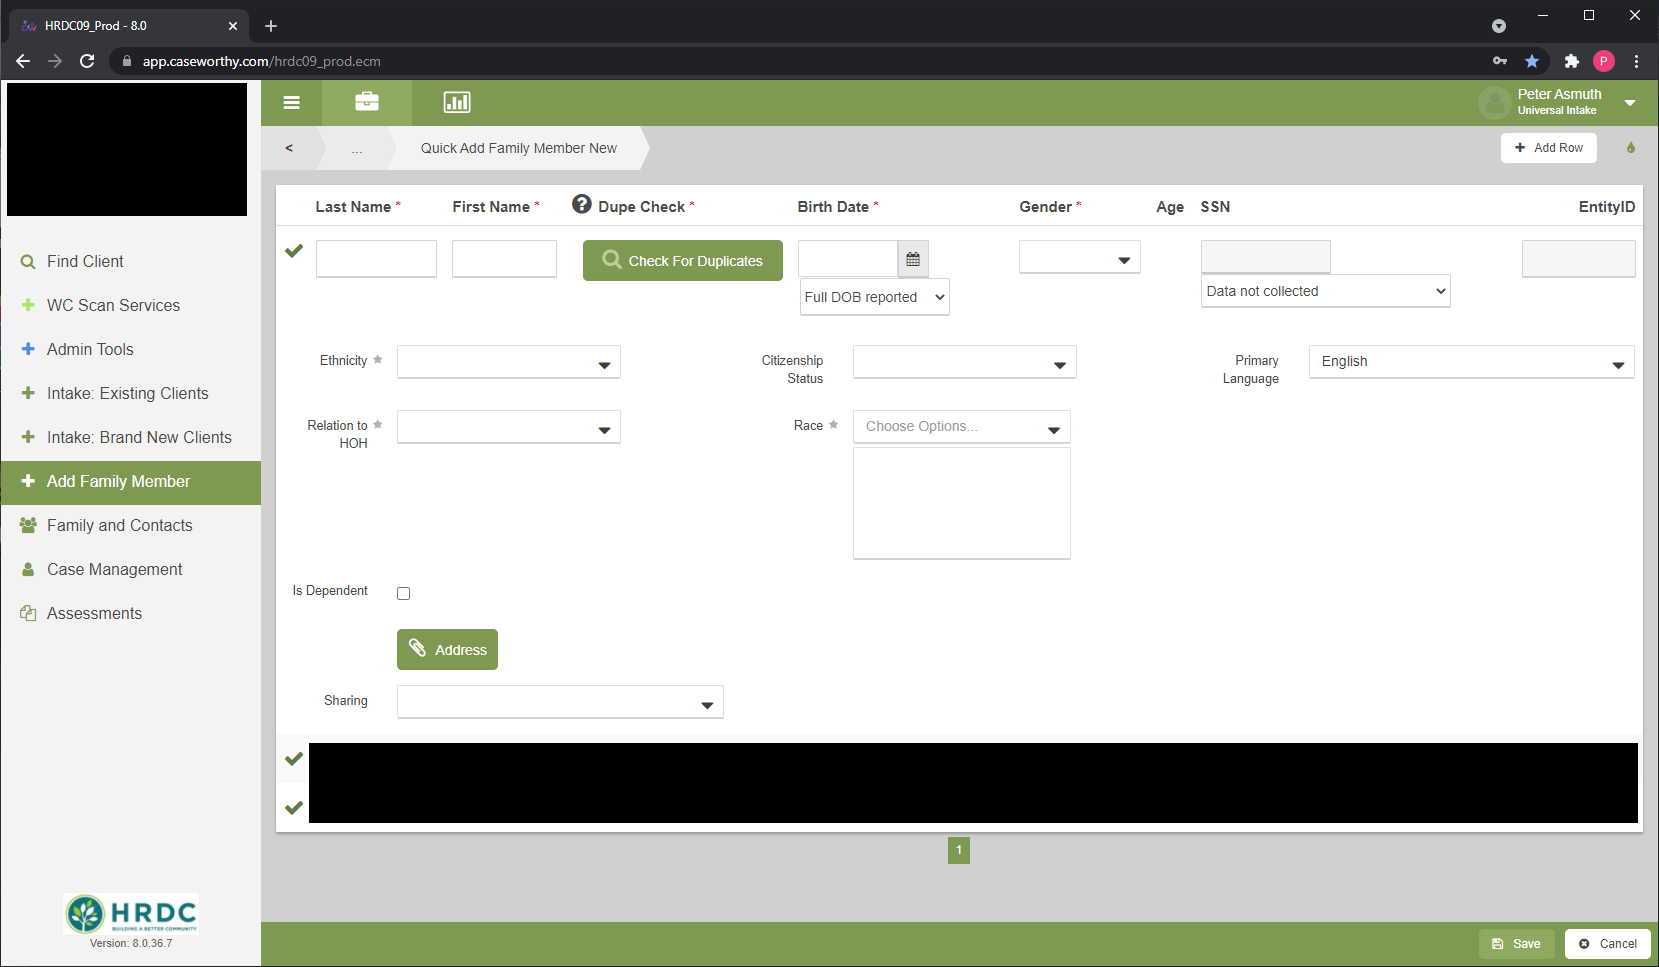 HRDC09_Prod - 8.0
app.caseworthy.com/hrdc09_prod.ecm
P
Peter Asmuth
Universal Intake
<
...
Quick Add Family Member New
Add Row
Find Client
WC Scan Services
Admin Tools
Intake: Existing Clients
Intake: Brand New Clients
Add Family Member
Family and Contacts
Case Management
Assessments
HRDC
BUILDING A BETTER COMMUNITY
Version: 8.0.36.7
Last Name * First Name * ? Dupe Check * Birth Date * Gender * Age SSN EntityID
Check For Duplicates
Full DOB reported
Data not collected
Ethnicity
Citizenship
Status
Primary
Language
English
Relation to
HOH
Race
Choose Options...
Is Dependent
Address
Sharing
1
Save
Cancel